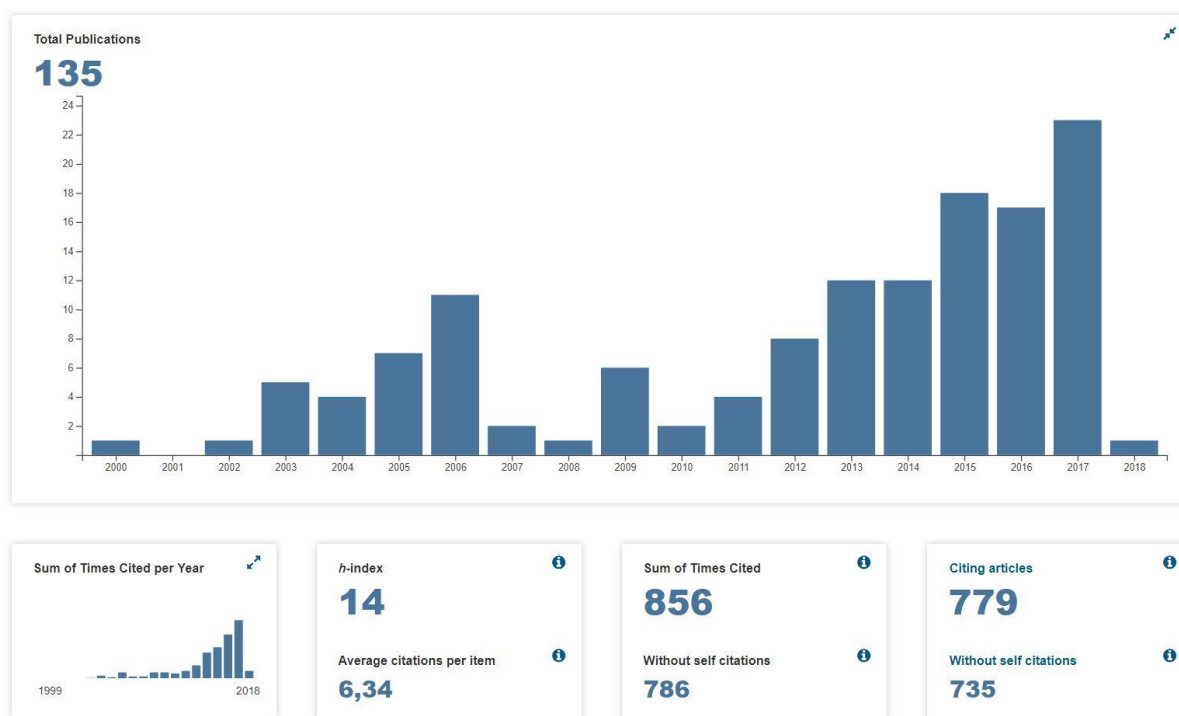 Total Publications
135
24
22
20
18
16
14
12
10
8
6
4
2
2000 2001 2002 2003 2004 2005 2006 2007 2008 2009 2010 2011 2012 2013 2014 2015 2016 2017 2018
Sum of Times Cited per Year
1999 2018
h-index
14
Average citations per item
6,34
Sum of Times Cited
856
Without self citations
786
Citing articles
779
Without self citations
735